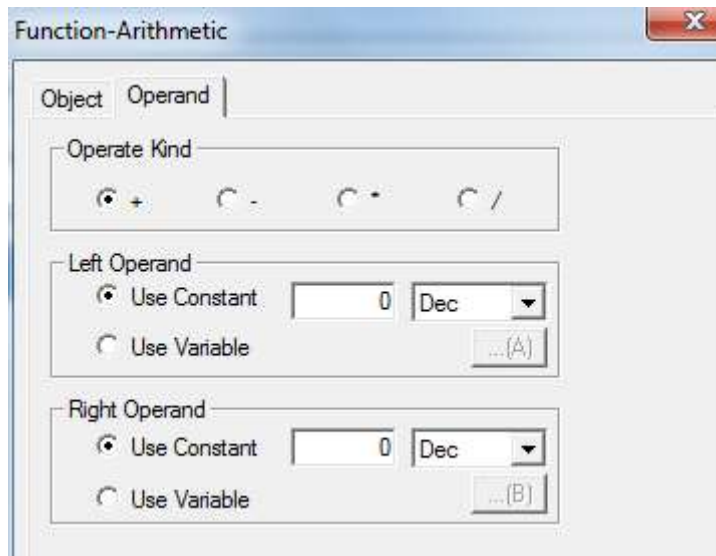 Function-Arithmetic
Object Operand
Operate Kind
+ - * /
Left Operand
Use Constant 0 Dec
Use Variable ...(A)
Right Operand
Use Constant 0 Dec
Use Variable ...(B)